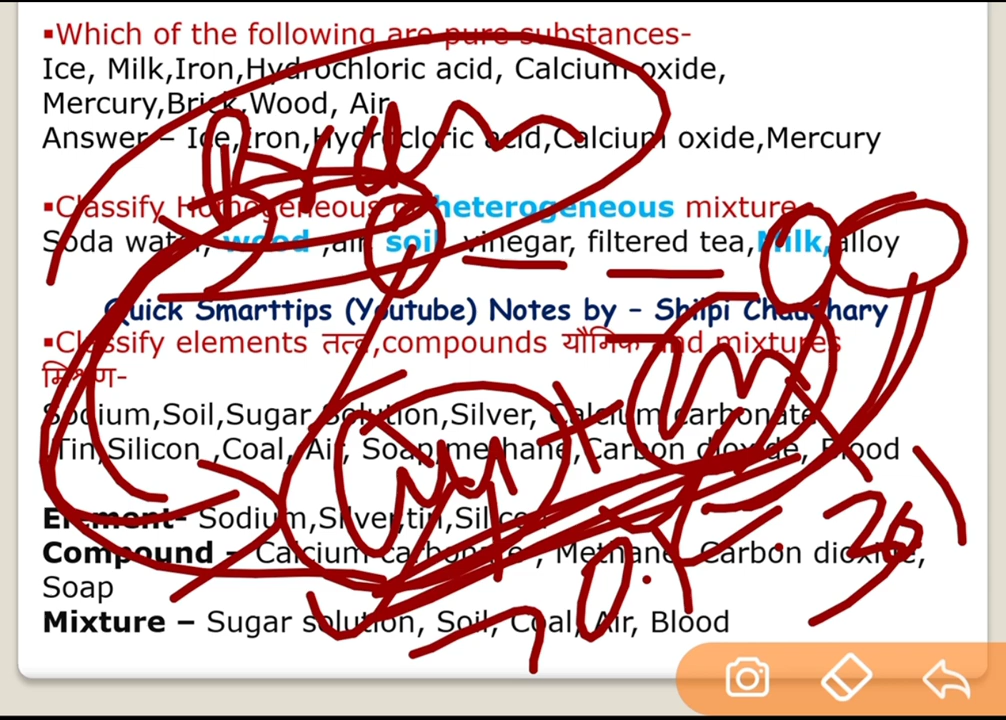 ▪Which of the following are pure substances-
Ice, Milk,Iron,Hydrochloric acid, Calcium oxide,
Mercury,Brick,Wood, Air
Answer – Ice,Iron,Hydrocloric acid,Calcium oxide,Mercury
▪Classify Homogeneous or heterogeneous mixture
Soda water, wood ,air soil vinegar, filtered tea,Milk,alloy
Quick Smarttips (Youtube) Notes by – Shilpi Chaudhary
▪Classify elements तत्व,compounds यौगिक and mixtures
मिश्रण-
Sodium,Soil,Sugar Solution,Silver, Calcium carbonate
Tin,Silicon ,Coal, Air, Soap,methane,Carbon dioxide, Blood
Element- Sodium,Silver,tin,Silicon
Compound – Calcium carbonate, Methane, Carbon dioxide,
Soap
Mixture – Sugar solution, Soil, Coal, Air, Blood